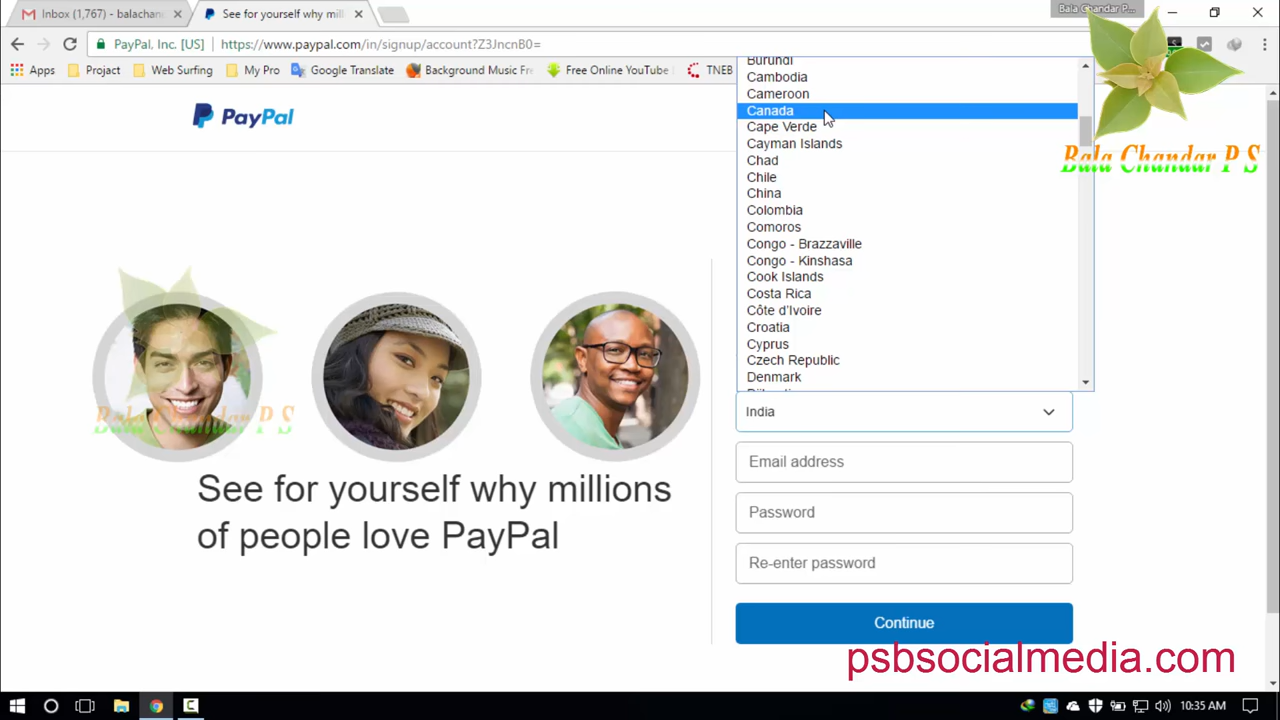 Inbox (1,767) - balachand
See for yourself why mill
Bala Chandar P...
PayPal, Inc. [US]
https://www.paypal.com/in/signup/account?Z3JncnB0=
Apps
Project
Web Surfing
My Pro
Google Translate
Background Music Fre
Free Online YouTube
TNEB
PayPal
Burundi
Cambodia
Cameroon
Canada
Cape Verde
Cayman Islands
Chad
Chile
China
Colombia
Comoros
Congo - Brazzaville
Congo - Kinshasa
Cook Islands
Costa Rica
Côte d’Ivoire
Croatia
Cyprus
Czech Republic
Denmark
Bala Chandar P S
Bala Chandar P S
See for yourself why millions
of people love PayPal
India
Email address
Password
Re-enter password
Continue
psbsocialmedia.com
10:35 AM